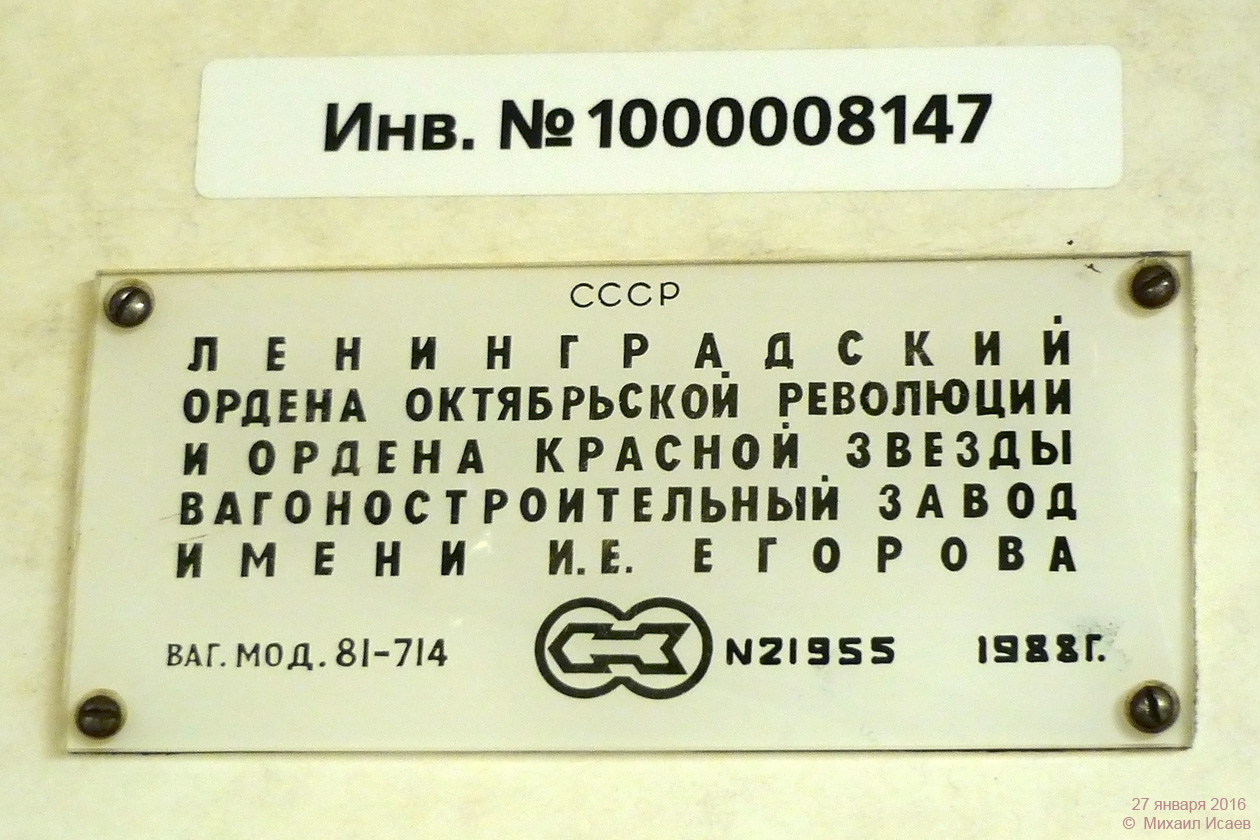 Инв. №1000008147
СССР
ЛЕНИНГРАДСКИЙ
ОРДЕНА ОКТЯБРЬСКОЙ РЕВОЛЮЦИИ
И ОРДЕНА КРАСНОЙ ЗВЕЗДЫ
ВАГОНОСТРОИТЕЛЬНЫЙ ЗАВОД
ИМЕНИ И.Е. ЕГОРОВА
ВАГ. МОД. 81-714 N21955 1988Г.
27 января 2016
© Михаил Исаев